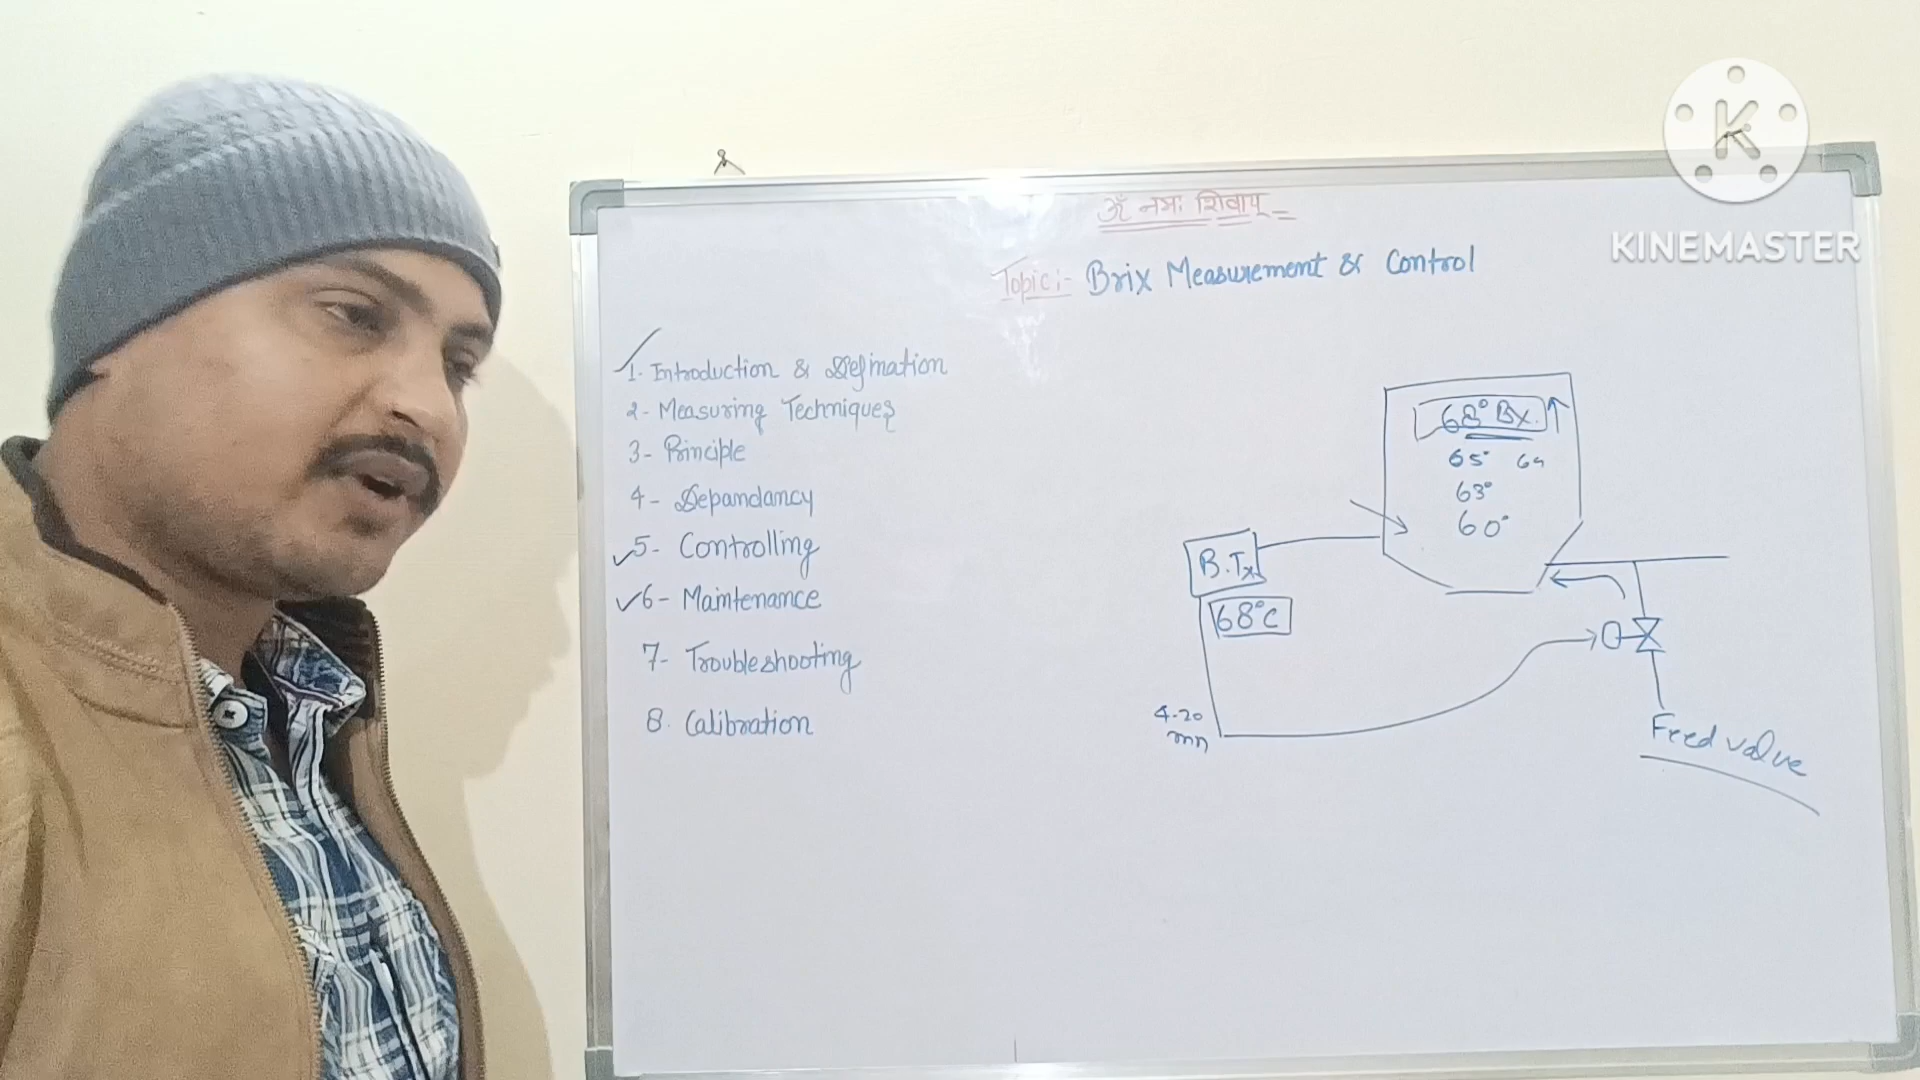 ॐ नमः शिवाय
Topic:- Brix Measurement & Control
1. Introduction & Defination
2- Measuring Techniques
3- Principle
4- Depandancy
5- Controlling
6- Maintenance
7- Troubleshooting
8. Calibration
68° Bx.
65° 64
63°
60°
B.Tx
68°C
4-20
mA
Feed valve
K
KINEMASTER